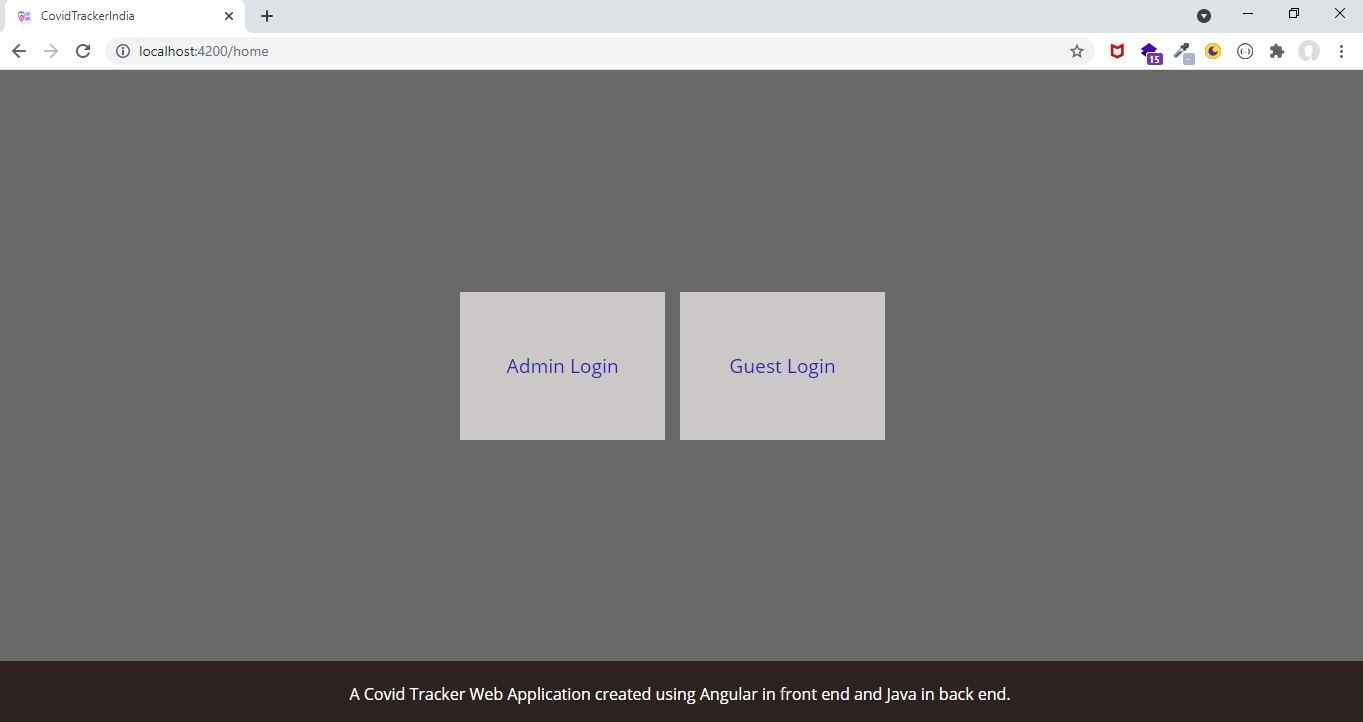 CovidTrackerIndia
localhost:4200/home
15
Admin Login
Guest Login
A Covid Tracker Web Application created using Angular in front end and Java in back end.